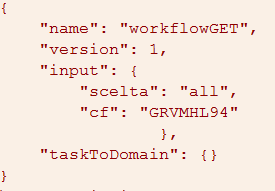 {
    "name": "workflowGET",
    "version": 1,
    "input": {
        "scelta": "all",
        "cf": "GRVMHL94"
                },
    "taskToDomain": {}
}